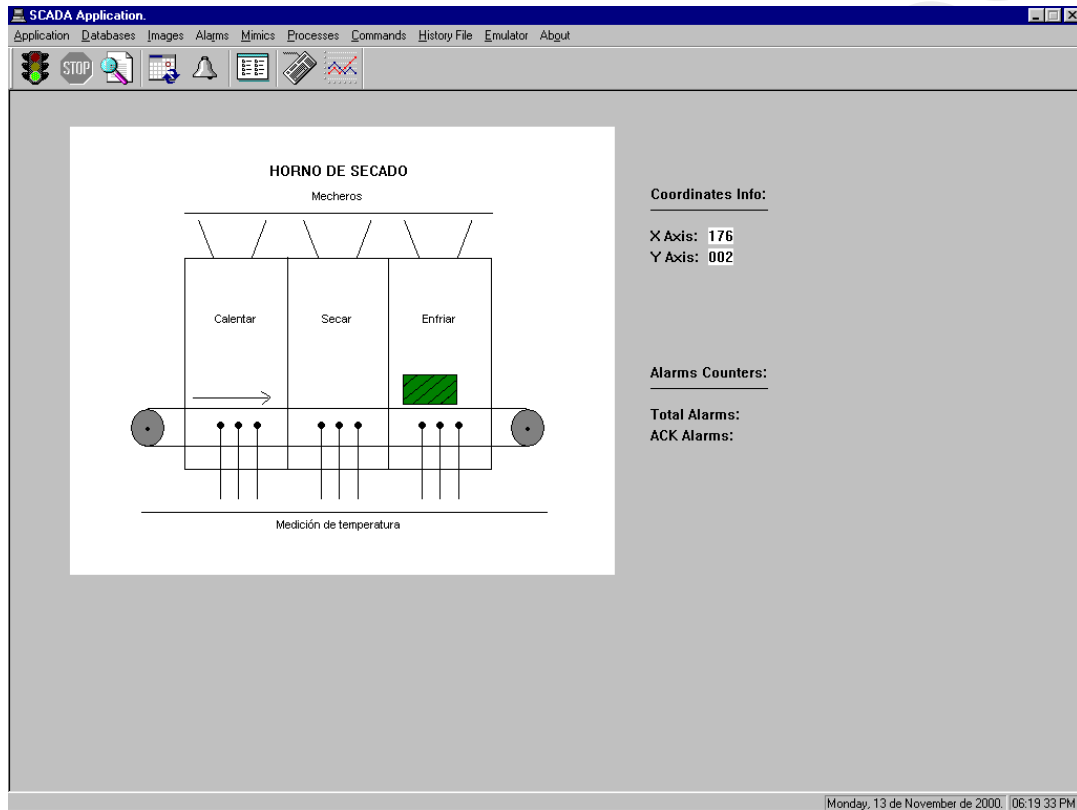 SCADA Application.
Application Databases Images Alarms Mimics Processes Commands History File Emulator About
STOP
HORNO DE SECADO
Mecheros
Calentar Secar Enfriar
Medición de temperatura
Coordinates Info:
X Axis: 176
Y Axis: 002
Alarms Counters:
Total Alarms:
ACK Alarms:
Monday, 13 de November de 2000. 06:19 33 PM